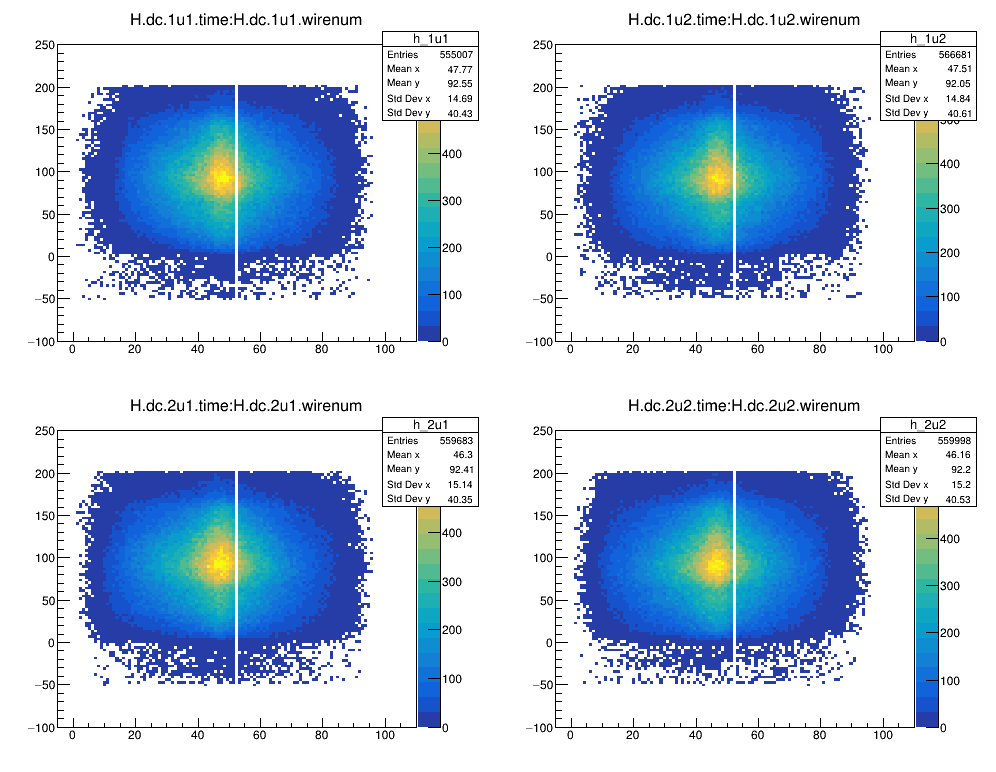 H.dc.1u1.time:H.dc.1u1.wirenum
h_1u1
Entries 555007
Mean x 47.77
Mean y 92.55
Std Dev x 14.69
Std Dev y 40.43
250
200
150
100
50
0
−50
−100
0 20 40 60 80 100
400
300
200
100
0
H.dc.1u2.time:H.dc.1u2.wirenum
h_1u2
Entries 566681
Mean x 47.51
Mean y 92.05
Std Dev x 14.84
Std Dev y 40.61
250
200
150
100
50
0
−50
−100
0 20 40 60 80 100
500
400
300
200
100
0
H.dc.2u1.time:H.dc.2u1.wirenum
h_2u1
Entries 559683
Mean x 46.3
Mean y 92.41
Std Dev x 15.14
Std Dev y 40.35
250
200
150
100
50
0
−50
−100
0 20 40 60 80 100
400
300
200
100
0
H.dc.2u2.time:H.dc.2u2.wirenum
h_2u2
Entries 559998
Mean x 46.16
Mean y 92.2
Std Dev x 15.2
Std Dev y 40.53
250
200
150
100
50
0
−50
−100
0 20 40 60 80 100
400
300
200
100
0